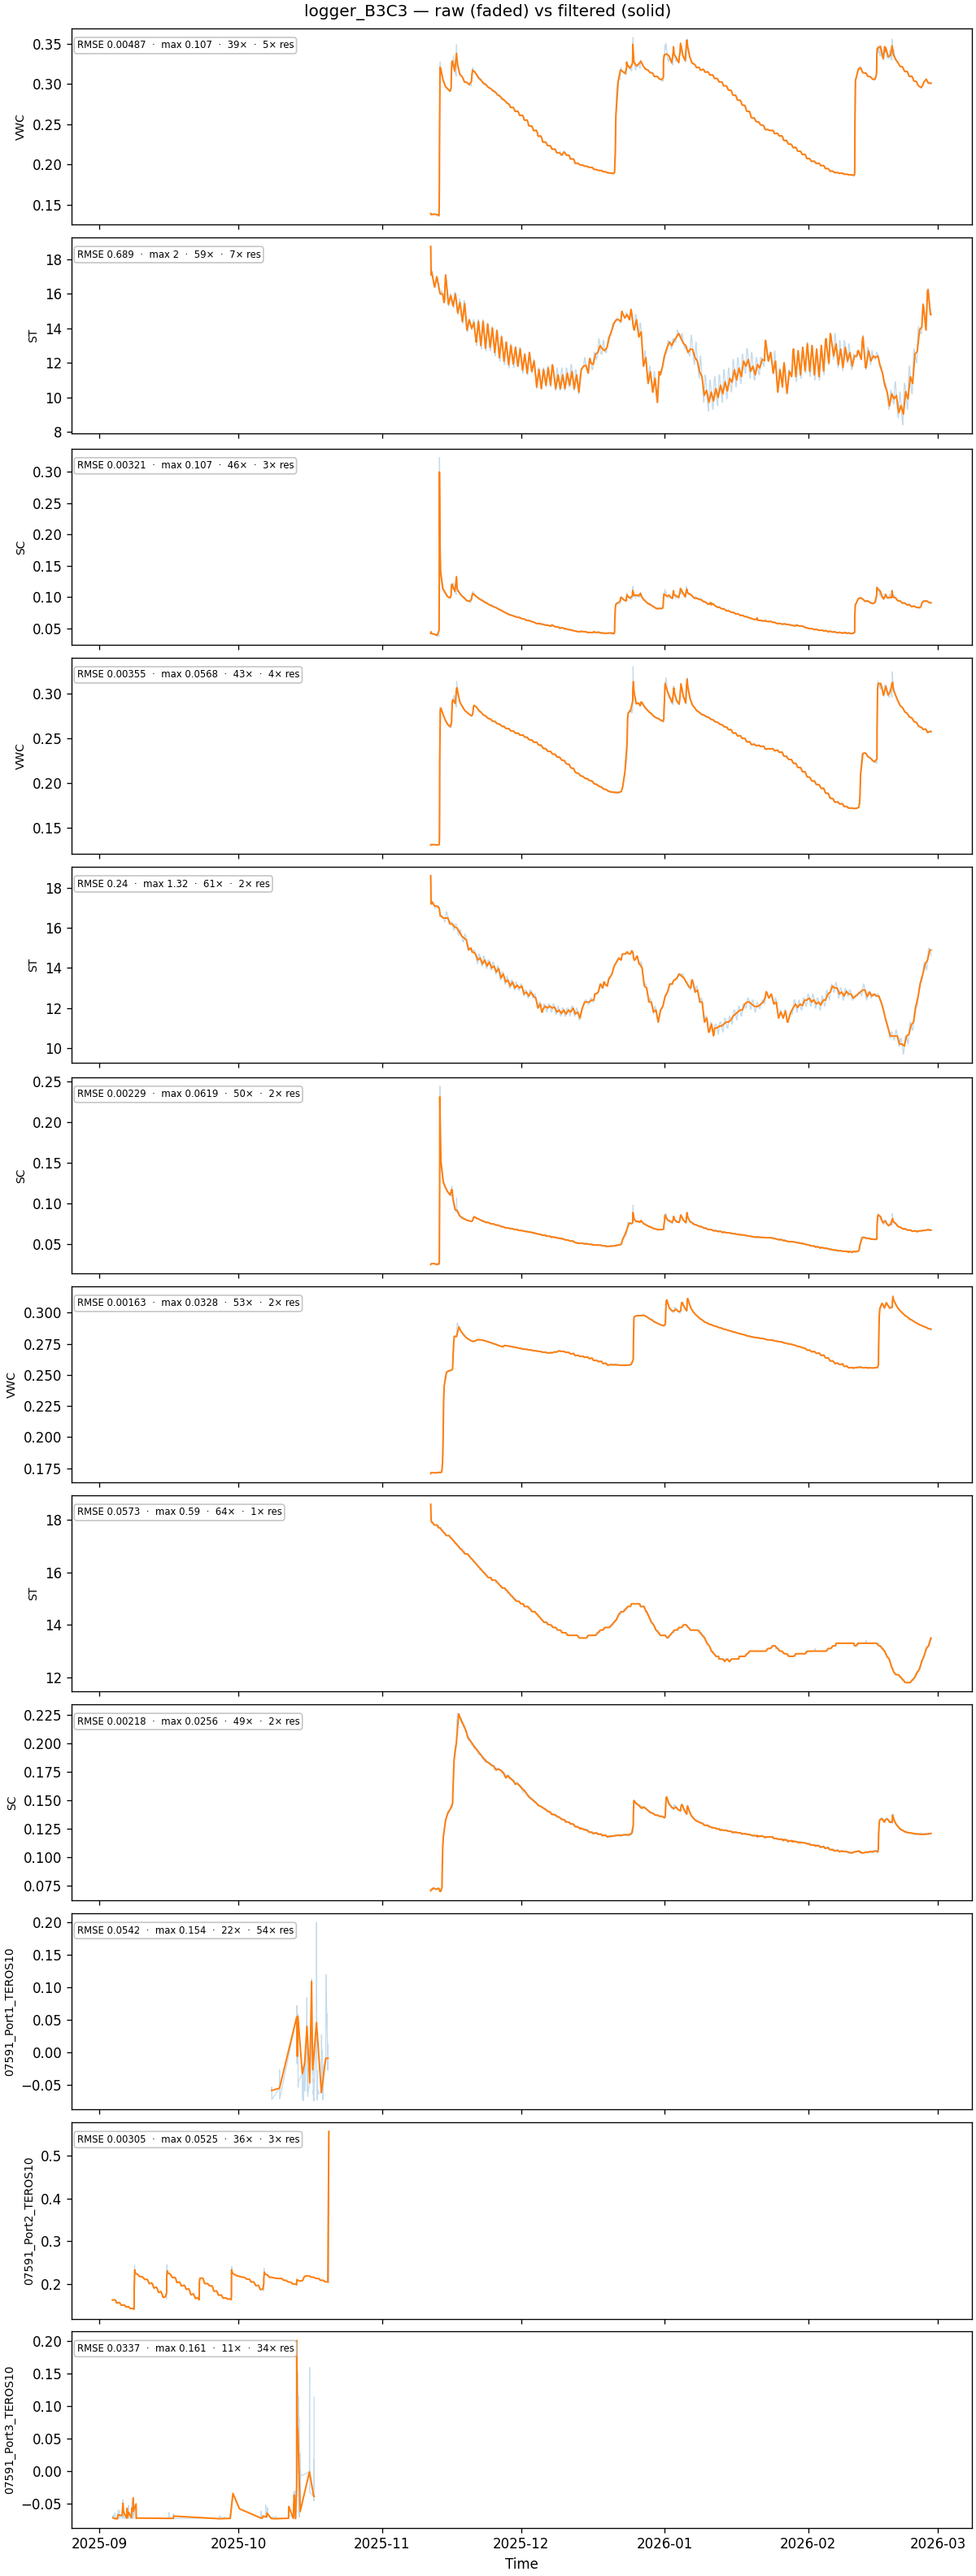 logger_B3C3 — raw (faded) vs filtered (solid)
RMSE 0.00487 · max 0.107 · 39× · 5× res
0.35
0.30
0.25
0.20
0.15
VWC
RMSE 0.689 · max 2 · 59× · 7× res
18
16
14
12
10
8
ST
RMSE 0.00321 · max 0.107 · 46× · 3× res
0.30
0.25
0.20
0.15
0.10
0.05
SC
RMSE 0.00355 · max 0.0568 · 43× · 4× res
0.30
0.25
0.20
0.15
VWC
RMSE 0.24 · max 1.32 · 61× · 2× res
18
16
14
12
10
ST
RMSE 0.00229 · max 0.0619 · 50× · 2× res
0.25
0.20
0.15
0.10
0.05
SC
RMSE 0.00163 · max 0.0328 · 53× · 2× res
0.300
0.275
0.250
0.225
0.200
0.175
VWC
RMSE 0.0573 · max 0.59 · 64× · 1× res
18
16
14
12
ST
RMSE 0.00218 · max 0.0256 · 49× · 2× res
0.225
0.200
0.175
0.150
0.125
0.100
0.075
SC
RMSE 0.0542 · max 0.154 · 22× · 54× res
0.20
0.15
0.10
0.05
0.00
−0.05
07591_Port1_TEROS10
RMSE 0.00305 · max 0.0525 · 36× · 3× res
0.5
0.4
0.3
0.2
07591_Port2_TEROS10
RMSE 0.0337 · max 0.161 · 11× · 34× res
0.20
0.15
0.10
0.05
0.00
−0.05
07591_Port3_TEROS10
2025-09 2025-10 2025-11 2025-12 2026-01 2026-02 2026-03
Time